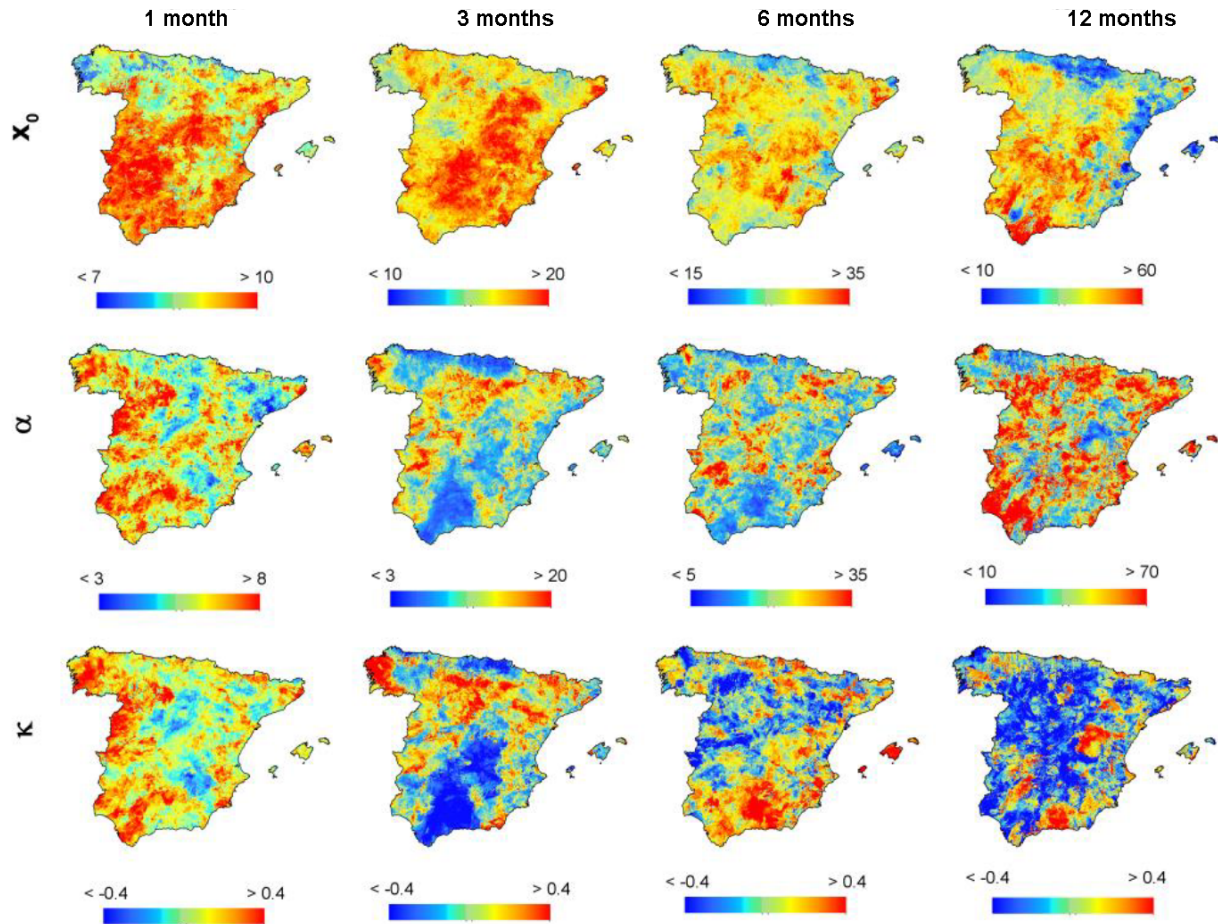 1 month 3 months 6 months 12 months
x₀
< 7 > 10 < 10 > 20 < 15 > 35 < 10 > 60
α
< 3 > 8 < 3 > 20 < 5 > 35 < 10 > 70
κ
< -0.4 > 0.4 < -0.4 > 0.4 < -0.4 > 0.4 < -0.4 > 0.4